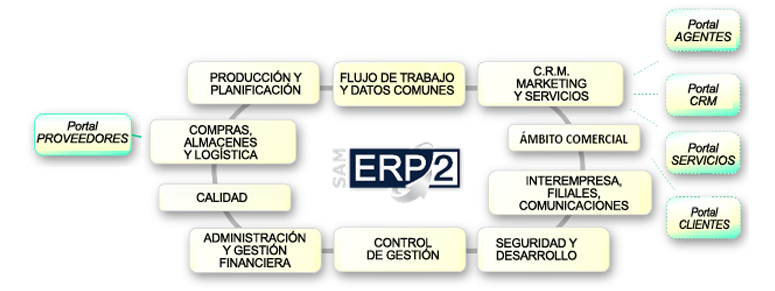 Portal
AGENTES
PRODUCCIÓN Y
PLANIFICACIÓN
FLUJO DE TRABAJO
Y DATOS COMUNES
C.R.M.
MARKETING
Y SERVICIOS
Portal
CRM
Portal
PROVEEDORES
COMPRAS,
ALMACENES
Y LOGÍSTICA
ÁMBITO COMERCIAL
Portal
SERVICIOS
SAM
ERP2
CALIDAD
INTEREMPRESA,
FILIALES,
COMUNICACIONES
Portal
CLIENTES
ADMINISTRACIÓN
Y GESTIÓN
FINANCIERA
CONTROL
DE GESTIÓN
SEGURIDAD Y
DESARROLLO